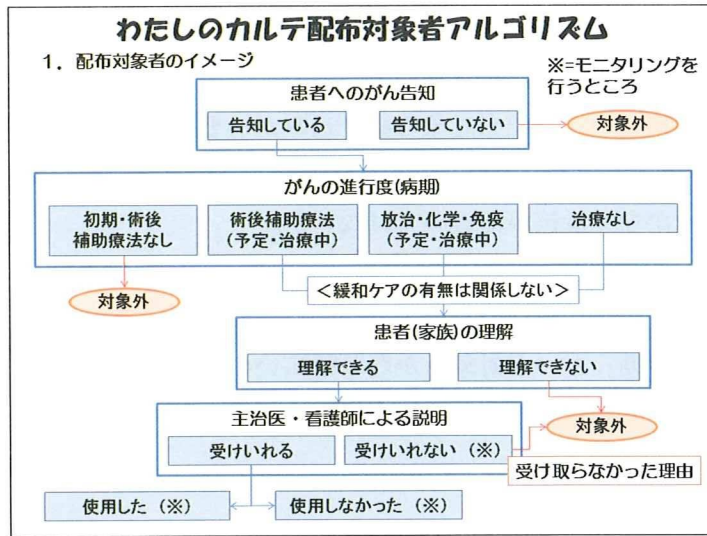 わたしのカルテ配布対象者アルゴリズム
1. 配布対象者のイメージ
※=モニタリングを
行うところ
患者へのがん告知
告知している
告知していない
対象外
がんの進行度(病期)
初期・術後
補助療法なし
術後補助療法
(予定・治療中)
放治・化学・免疫
(予定・治療中)
治療なし
対象外
<緩和ケアの有無は関係しない>
患者(家族)の理解
理解できる
理解できない
主治医・看護師による説明
対象外
受けいれる
受けいれない (※)
受け取らなかった理由
使用した (※)
使用しなかった (※)